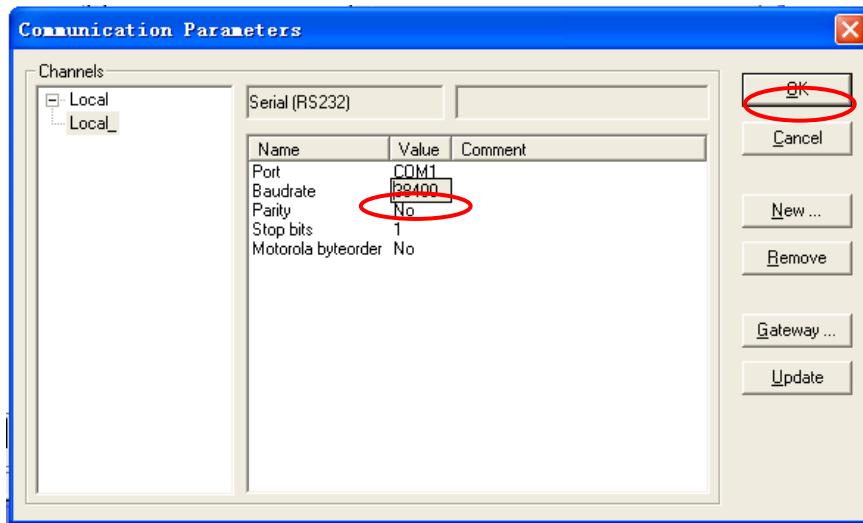 Communication Parameters
Channels
Local
Local_
Serial (RS232)
Name Value Comment
Port COM1
Baudrate 38400
Parity No
Stop bits 1
Motorola byteorder No
OK
Cancel
New ...
Remove
Gateway ...
Update